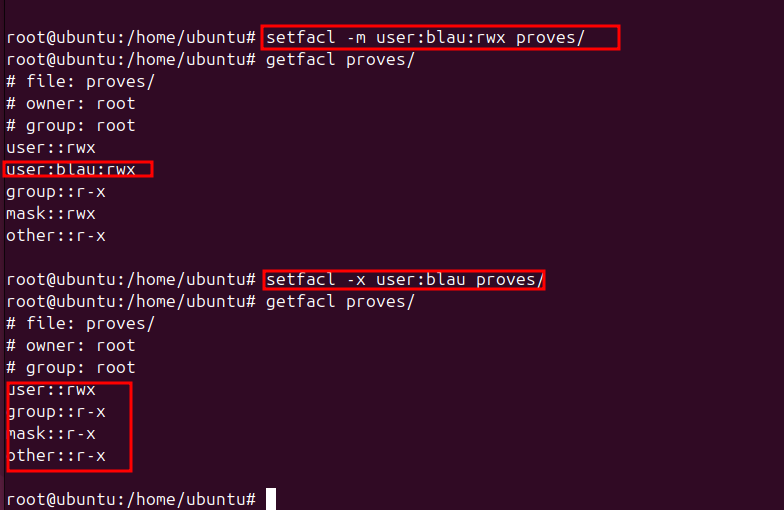 root@ubuntu:/home/ubuntu# setfacl -m user:blau:rwx proves/
root@ubuntu:/home/ubuntu# getfacl proves/
# file: proves/
# owner: root
# group: root
user::rwx
user:blau:rwx
group::r-x
mask::rwx
other::r-x
root@ubuntu:/home/ubuntu# setfacl -x user:blau proves/
root@ubuntu:/home/ubuntu# getfacl proves/
# file: proves/
# owner: root
# group: root
user::rwx
group::r-x
mask::r-x
other::r-x
root@ubuntu:/home/ubuntu#